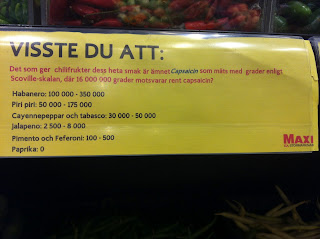 VISSTE DU ATT:
Det som ger chilifrukter dess heta smak är ämnet Capsaicin som mäts med grader enligt
Scoville-skalan, där 16 000 900 grader motsvarar rent capsaicin?
Habanero: 100 000 - 350 000
Piri piri: 50 000 - 175 000
Cayennepeppar och tabasco: 30 000 - 50 000
Jalapeno: 2 500 - 8 000
Pimento och Feferoni: 100 - 500
Paprika: 0
MAXI